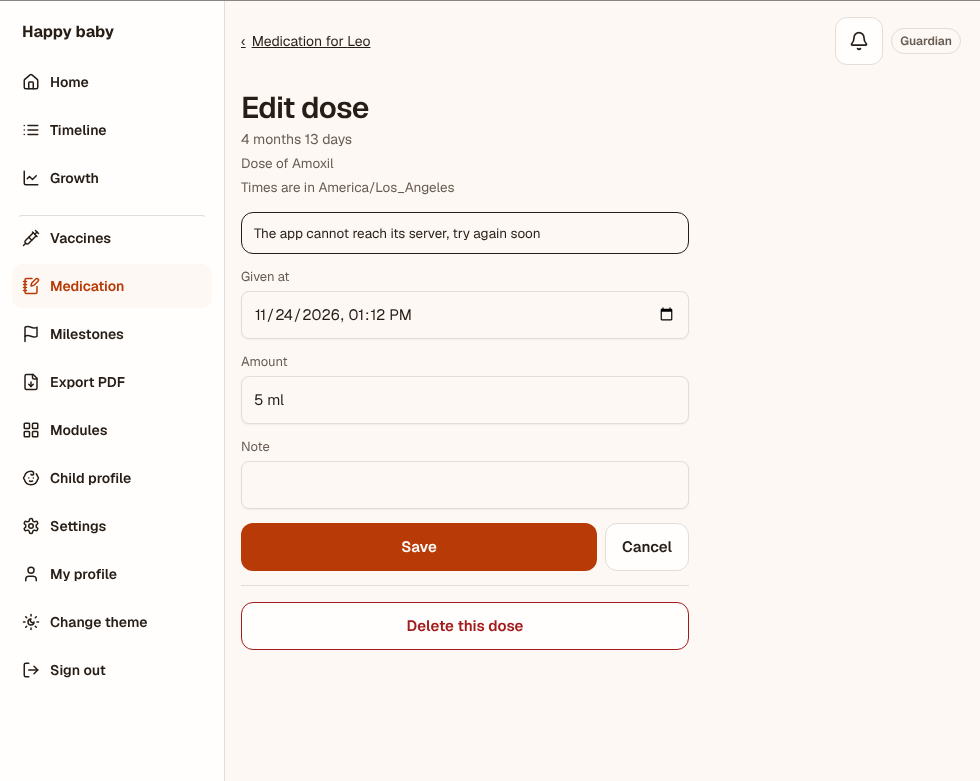 Happy baby
Home
Timeline
Growth
Vaccines
Medication
Milestones
Export PDF
Modules
Child profile
Settings
My profile
Change theme
Sign out
‹ Medication for Leo
Guardian
Edit dose
4 months 13 days
Dose of Amoxil
Times are in America/Los_Angeles
The app cannot reach its server, try again soon
Given at
11/24/2026, 01:12 PM
Amount
5 ml
Note
Save
Cancel
Delete this dose